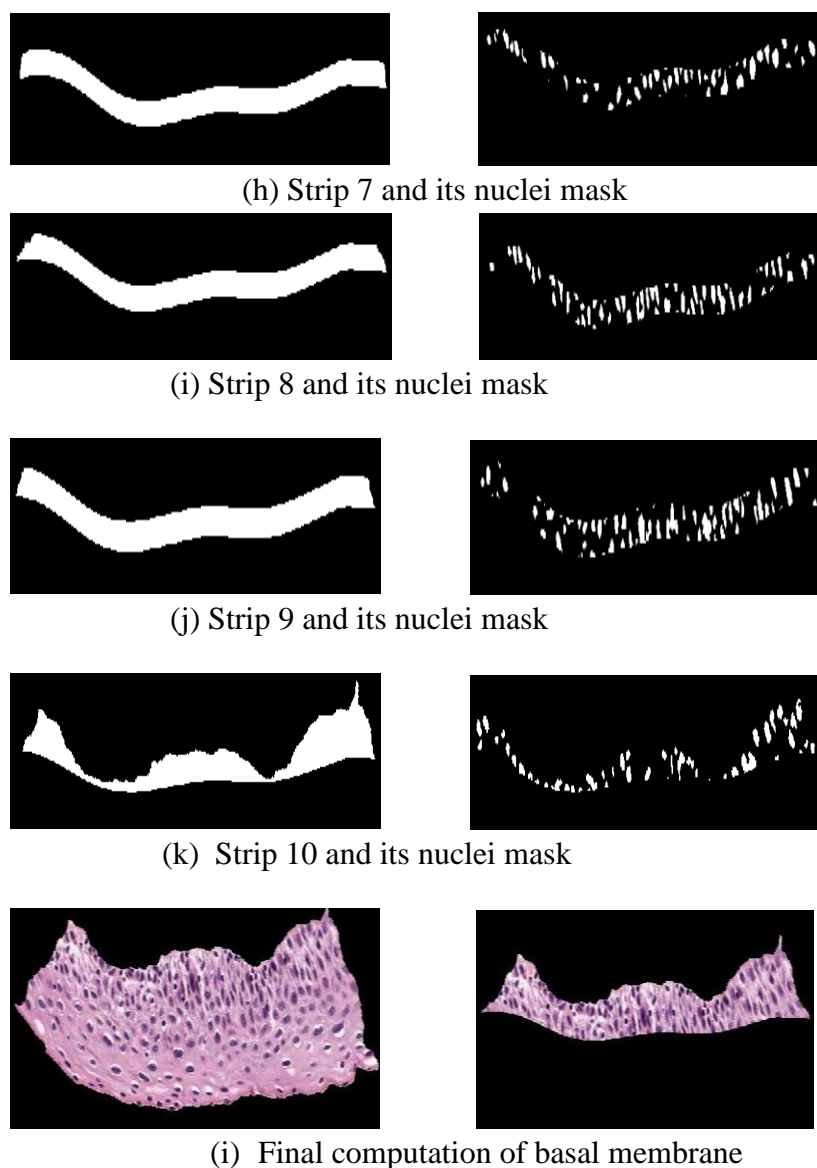 (h) Strip 7 and its nuclei mask
(i) Strip 8 and its nuclei mask
(j) Strip 9 and its nuclei mask
(k) Strip 10 and its nuclei mask
(i) Final computation of basal membrane